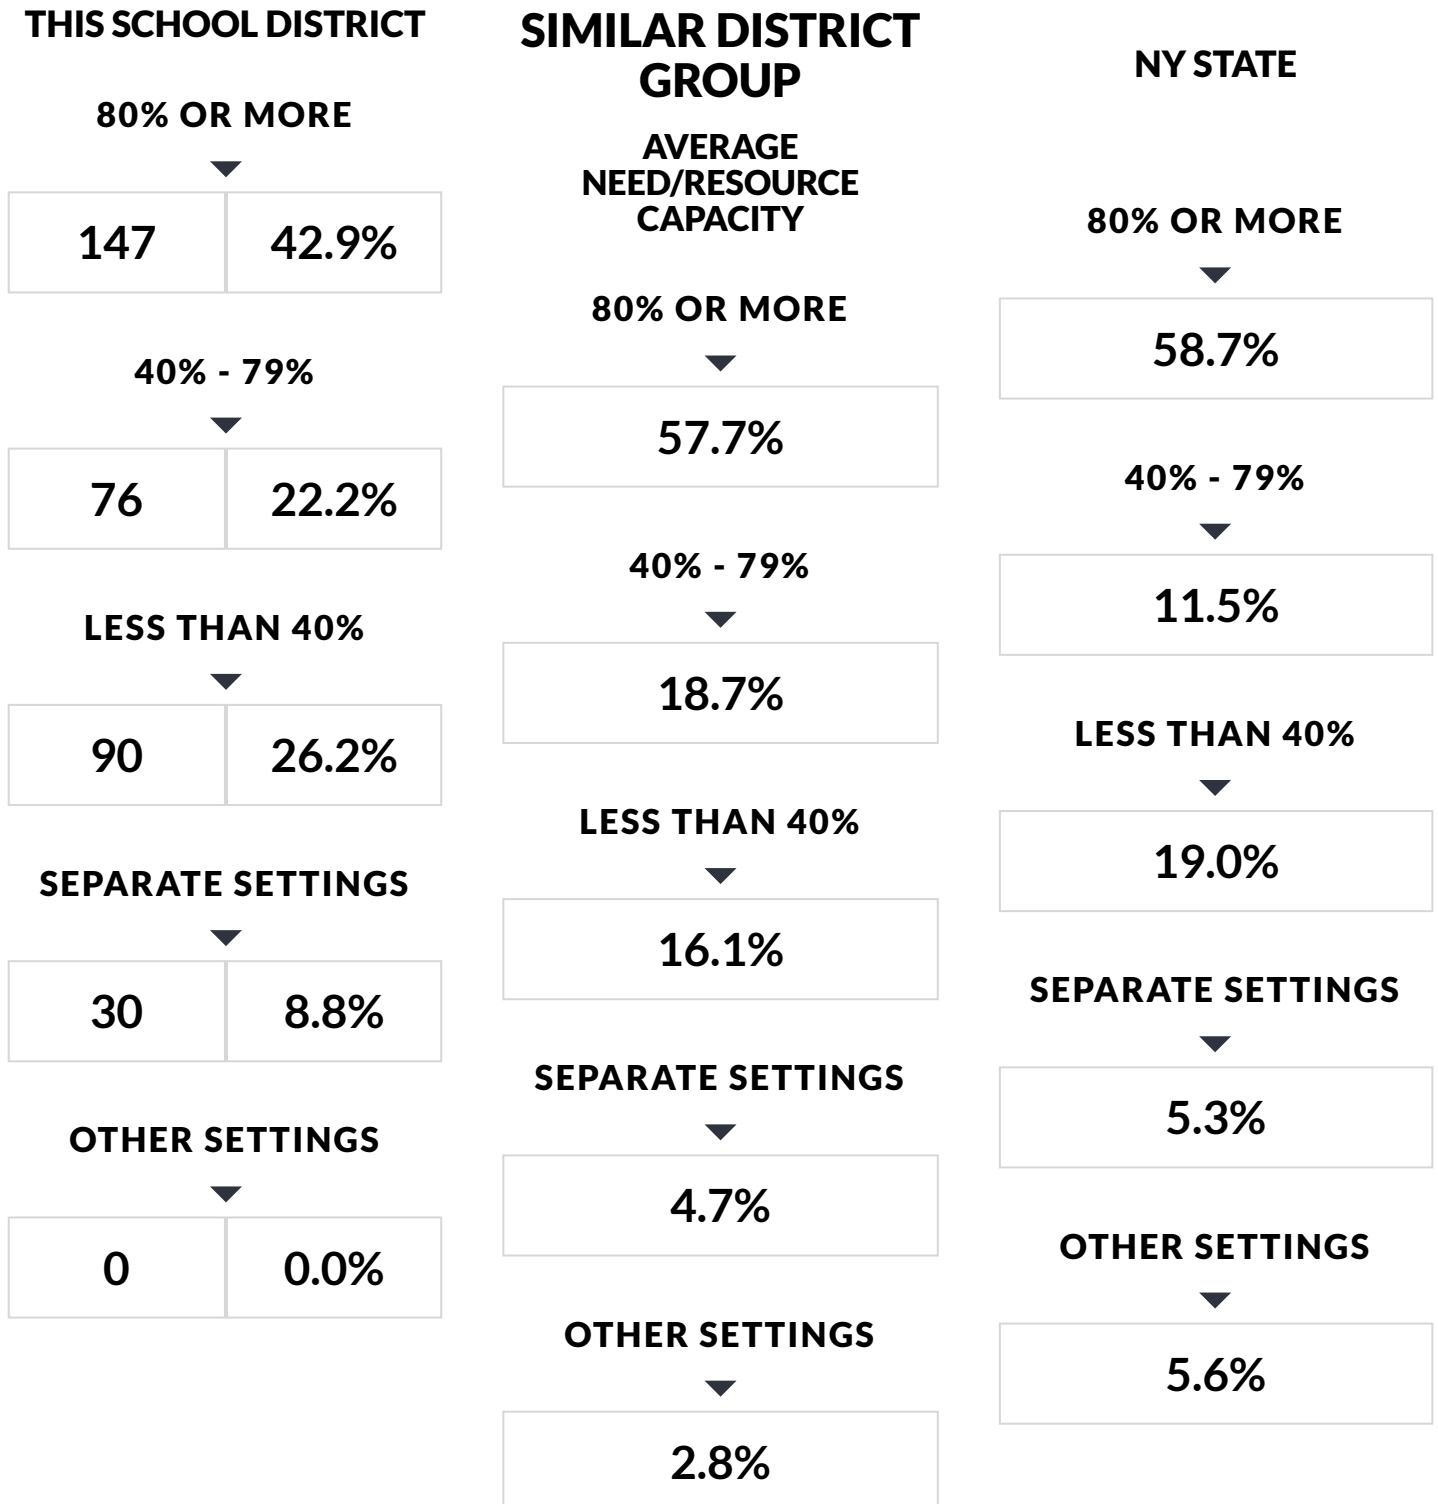 THIS SCHOOL DISTRICT
80% OR MORE
147 42.9%
40% - 79%
76 22.2%
LESS THAN 40%
90 26.2%
SEPARATE SETTINGS
30 8.8%
OTHER SETTINGS
0 0.0%
SIMILAR DISTRICT
GROUP
AVERAGE
NEED/RESOURCE
CAPACITY
80% OR MORE
57.7%
40% - 79%
18.7%
LESS THAN 40%
16.1%
SEPARATE SETTINGS
4.7%
OTHER SETTINGS
2.8%
NY STATE
80% OR MORE
58.7%
40% - 79%
11.5%
LESS THAN 40%
19.0%
SEPARATE SETTINGS
5.3%
OTHER SETTINGS
5.6%